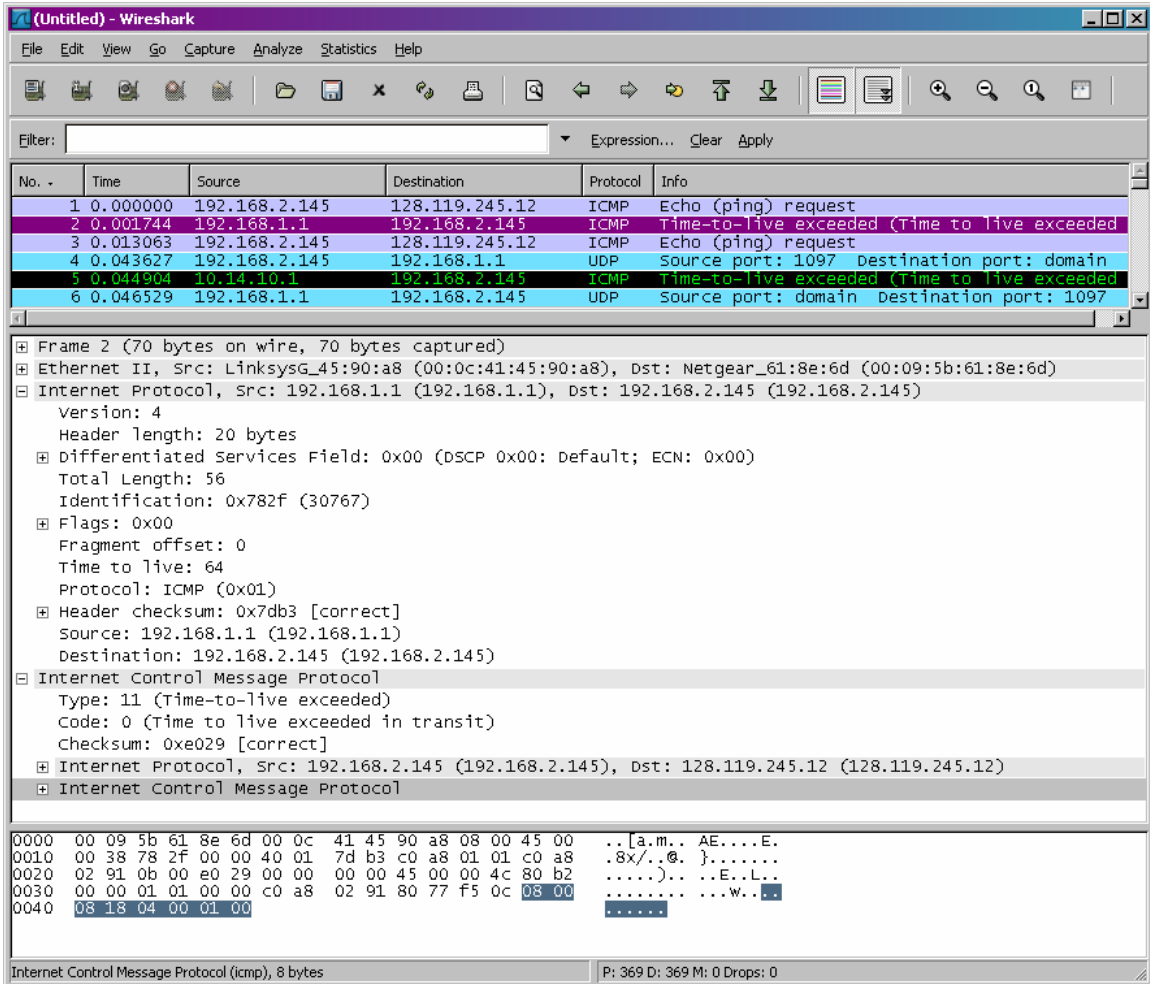 (Untitled) - Wireshark
File Edit View Go Capture Analyze Statistics Help
Filter: Expression... Clear Apply
No. Time Source Destination Protocol Info
1 0.000000 192.168.2.145 128.119.245.12 ICMP Echo (ping) request
2 0.001744 192.168.1.1 192.168.2.145 ICMP Time-to-live exceeded (Time to live exceeded
3 0.013063 192.168.2.145 128.119.245.12 ICMP Echo (ping) request
4 0.043627 192.168.2.145 192.168.1.1 UDP Source port: 1097 Destination port: domain
5 0.044904 10.14.10.1 192.168.2.145 ICMP Time-to-live exceeded (Time to live exceeded
6 0.046529 192.168.1.1 192.168.2.145 UDP Source port: domain Destination port: 1097
Frame 2 (70 bytes on wire, 70 bytes captured)
Ethernet II, Src: LinksysG_45:90:a8 (00:0c:41:45:90:a8), Dst: Netgear_61:8e:6d (00:09:5b:61:8e:6d)
Internet Protocol, Src: 192.168.1.1 (192.168.1.1), Dst: 192.168.2.145 (192.168.2.145)
Version: 4
Header length: 20 bytes
Differentiated Services Field: 0x00 (DSCP 0x00: Default; ECN: 0x00)
Total Length: 56
Identification: 0x782f (30767)
Flags: 0x00
Fragment offset: 0
Time to live: 64
Protocol: ICMP (0x01)
Header checksum: 0x7db3 [correct]
Source: 192.168.1.1 (192.168.1.1)
Destination: 192.168.2.145 (192.168.2.145)
Internet Control Message Protocol
Type: 11 (Time-to-live exceeded)
Code: 0 (Time to live exceeded in transit)
Checksum: 0xe029 [correct]
Internet Protocol, Src: 192.168.2.145 (192.168.2.145), Dst: 128.119.245.12 (128.119.245.12)
Internet Control Message Protocol
0000 00 09 5b 61 8e 6d 00 0c 41 45 90 a8 08 00 45 00 ..[a.m.. AE....E.
0010 00 38 78 2f 00 00 40 01 7d b3 c0 a8 01 01 c0 a8 .8x/..@. }.......
0020 02 91 0b 00 e0 29 00 00 00 00 45 00 00 4c 80 b2 .....).. ..E..L..
0030 00 00 01 01 00 00 c0 a8 02 91 80 77 f5 0c 08 00 ........ ...w....
0040 08 18 04 00 01 00 ......
Internet Control Message Protocol (icmp), 8 bytes P: 369 D: 369 M: 0 Drops: 0